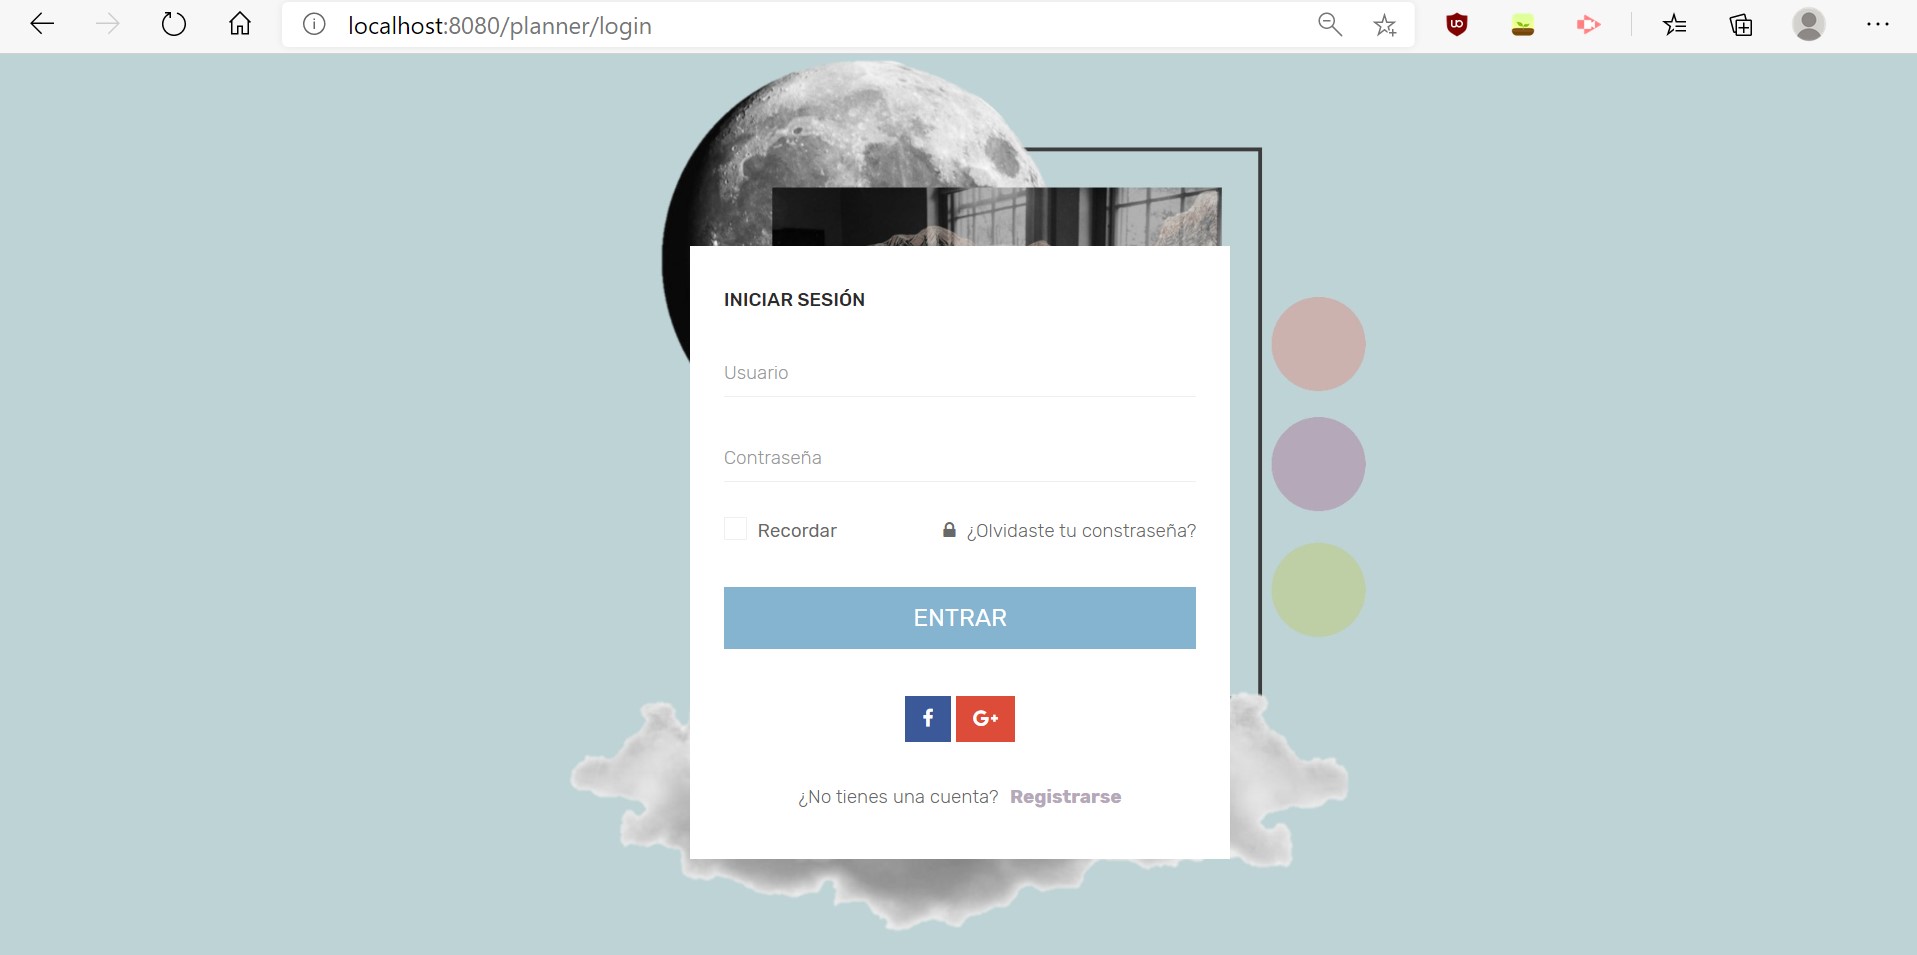 localhost:8080/planner/login
INICIAR SESIÓN
Usuario
Contraseña
Recordar
¿Olvidaste tu constraseña?
ENTRAR
f G+
¿No tienes una cuenta? Registrarse